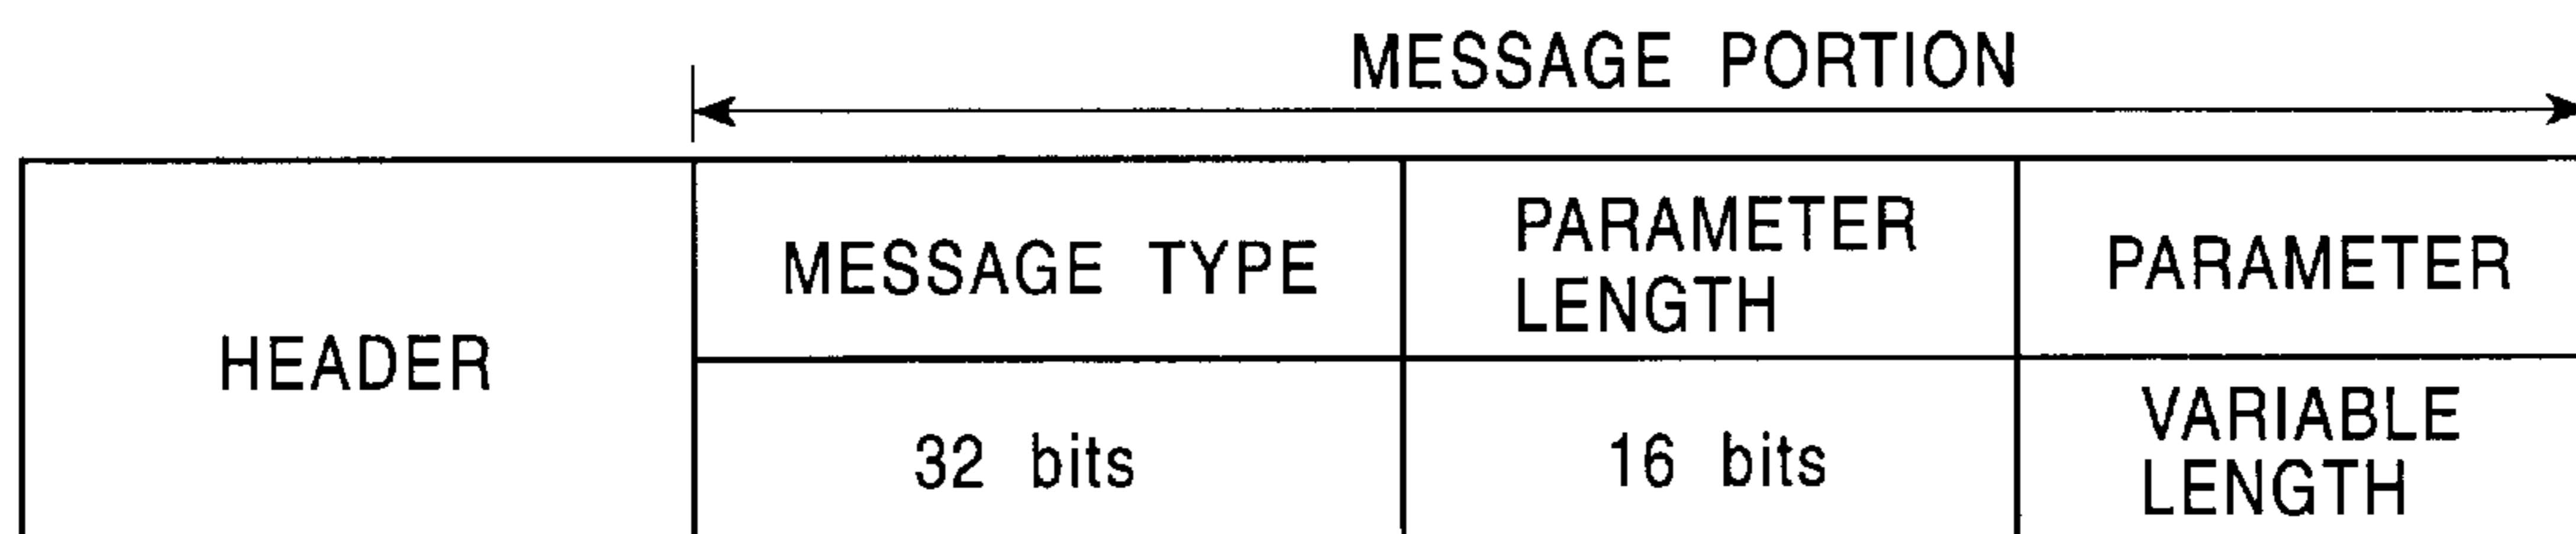 MESSAGE PORTION
HEADER
MESSAGE TYPE
PARAMETER
LENGTH
PARAMETER
32 bits
16 bits
VARIABLE
LENGTH